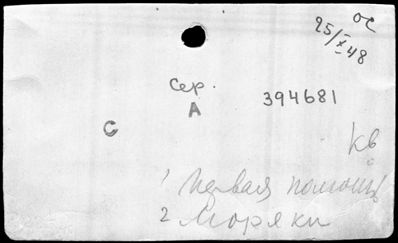 ос
25/X 48
Сер.
А
394681
С
кв
1 Первая помощь
2 Моряки